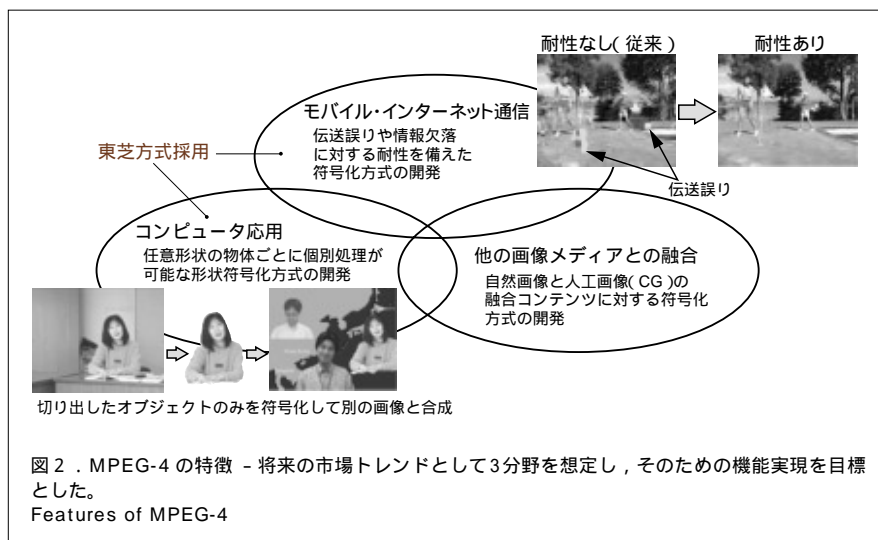 耐性なし(従来)
耐性あり
モバイル・インターネット通信
伝送誤りや情報欠落
に対する耐性を備えた
符号化方式の開発
東芝方式採用
伝送誤り
コンピュータ応用
任意形状の物体ごとに個別処理が
可能な形状符号化方式の開発
他の画像メディアとの融合
自然画像と人工画像(CG)の
融合コンテンツに対する符号化
方式の開発
切り出したオブジェクトのみを符号化して別の画像と合成
図2．MPEG-4の特徴 – 将来の市場トレンドとして3分野を想定し，そのための機能実現を目標
とした。
Features of MPEG-4